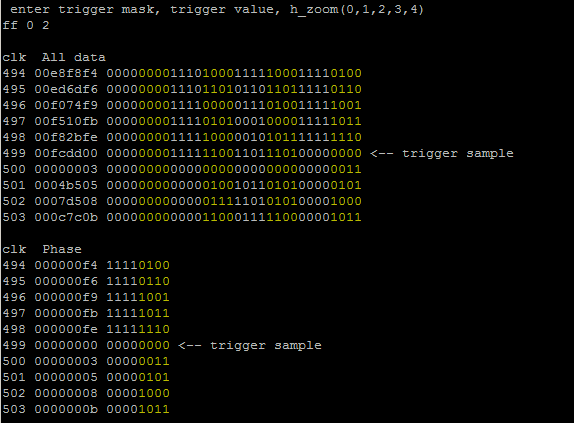 enter trigger mask, trigger value, h_zoom(0,1,2,3,4)
ff 0 2
clk  All data
494 00e8f8f4 00000000111010001111100011110100
495 00ed6df6 00000000111011010110110111110110
496 00f074f9 00000000111100000111010011111001
497 00f510fb 00000000111101010001000011111011
498 00f82bfe 00000000111110000010101111111110
499 00fcdd00 00000000111111001101110100000000 <-- trigger sample
500 00000003 00000000000000000000000000000011
501 0004b505 00000000000001001011010100000101
502 0007d508 00000000000001111101010100001000
503 000c7c0b 00000000000011000111110000001011
clk  Phase
494 000000f4 11110100
495 000000f6 11110110
496 000000f9 11111001
497 000000fb 11111011
498 000000fe 11111110
499 00000000 00000000 <-- trigger sample
500 00000003 00000011
501 00000005 00000101
502 00000008 00001000
503 0000000b 00001011